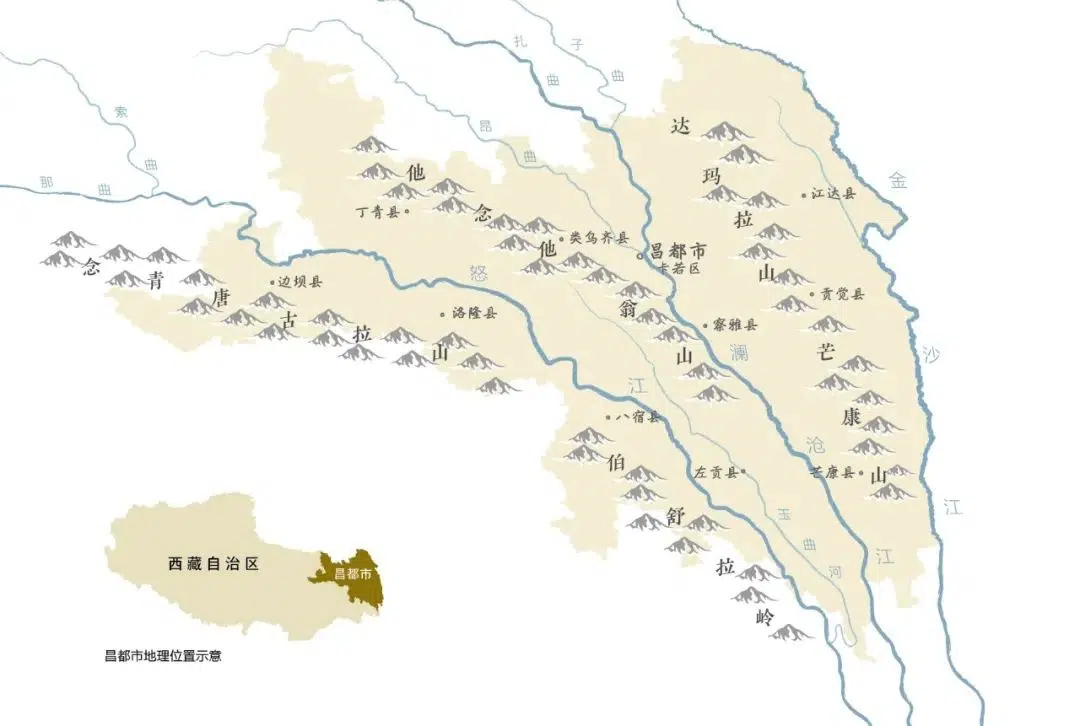 扎曲
子曲
索曲
昂曲
那曲
达玛拉山
金沙江
江达县
他念他翁山
丁青县
类乌齐县
昌都市
卡若区
念青唐古拉山
边坝县
怒江
洛隆县
贡觉县
察雅县
澜沧江
芒康山
八宿县
伯舒拉岭
左贡县
芒康县
玉曲河
西藏自治区
昌都市
昌都市地理位置示意